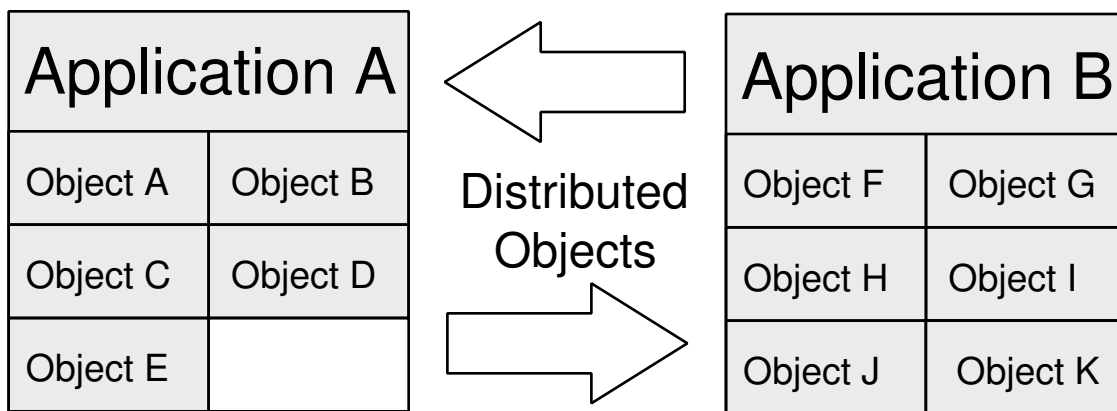 Application A
Object A
Object B
Object C
Object D
Object E
Distributed
Objects
Application B
Object F
Object G
Object H
Object I
Object J
Object K